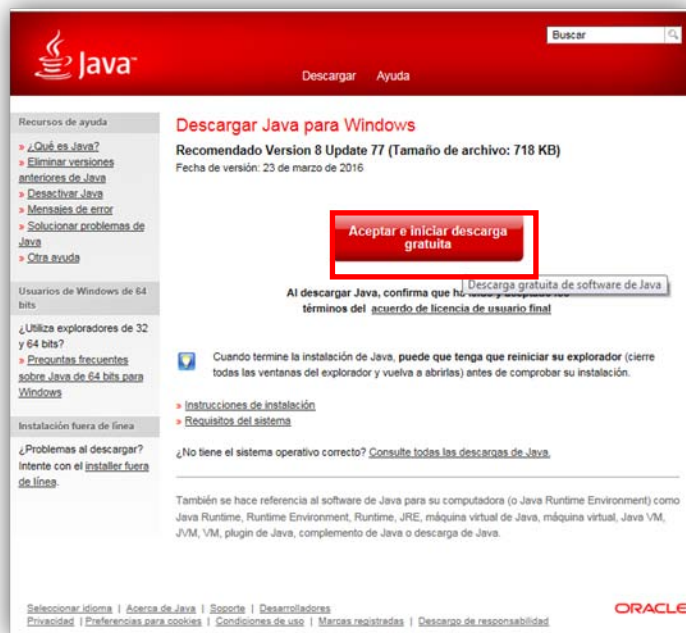 Java
Buscar
Descargar Ayuda
Recursos de ayuda
» ¿Qué es Java?
» Eliminar versiones
anteriores de Java
» Desactivar Java
» Mensajes de error
» Solucionar problemas de
Java
» Otra ayuda
Usuarios de Windows de 64
bits
¿Utiliza exploradores de 32
y 64 bits?
» Preguntas frecuentes
sobre Java de 64 bits para
Windows
Instalación fuera de línea
¿Problemas al descargar?
Intente con el installer fuera
de línea.
Descargar Java para Windows
Recomendado Version 8 Update 77 (Tamaño de archivo: 718 KB)
Fecha de versión: 23 de marzo de 2016
Aceptar e iniciar descarga
gratuita
Descarga gratuita de software de Java
Al descargar Java, confirma que
términos del acuerdo de licencia de usuario final
Cuando termine la instalación de Java, puede que tenga que reiniciar su explorador (cierre
todas las ventanas del explorador y vuelva a abrirlas) antes de comprobar su instalación.
» Instrucciones de instalación
» Requisitos del sistema
¿No tiene el sistema operativo correcto? Consulte todas las descargas de Java.
También se hace referencia al software de Java para su computadora (o Java Runtime Environment) como
Java Runtime, Runtime Environment, Runtime, JRE, máquina virtual de Java, máquina virtual, Java VM,
JVM, VM, plugin de Java, complemento de Java o descarga de Java.
Seleccionar idioma | Acerca de Java | Soporte | Desarrolladores
Privacidad | Preferencias para cookies | Condiciones de uso | Marcas registradas | Descargo de responsabilidad
ORACLE